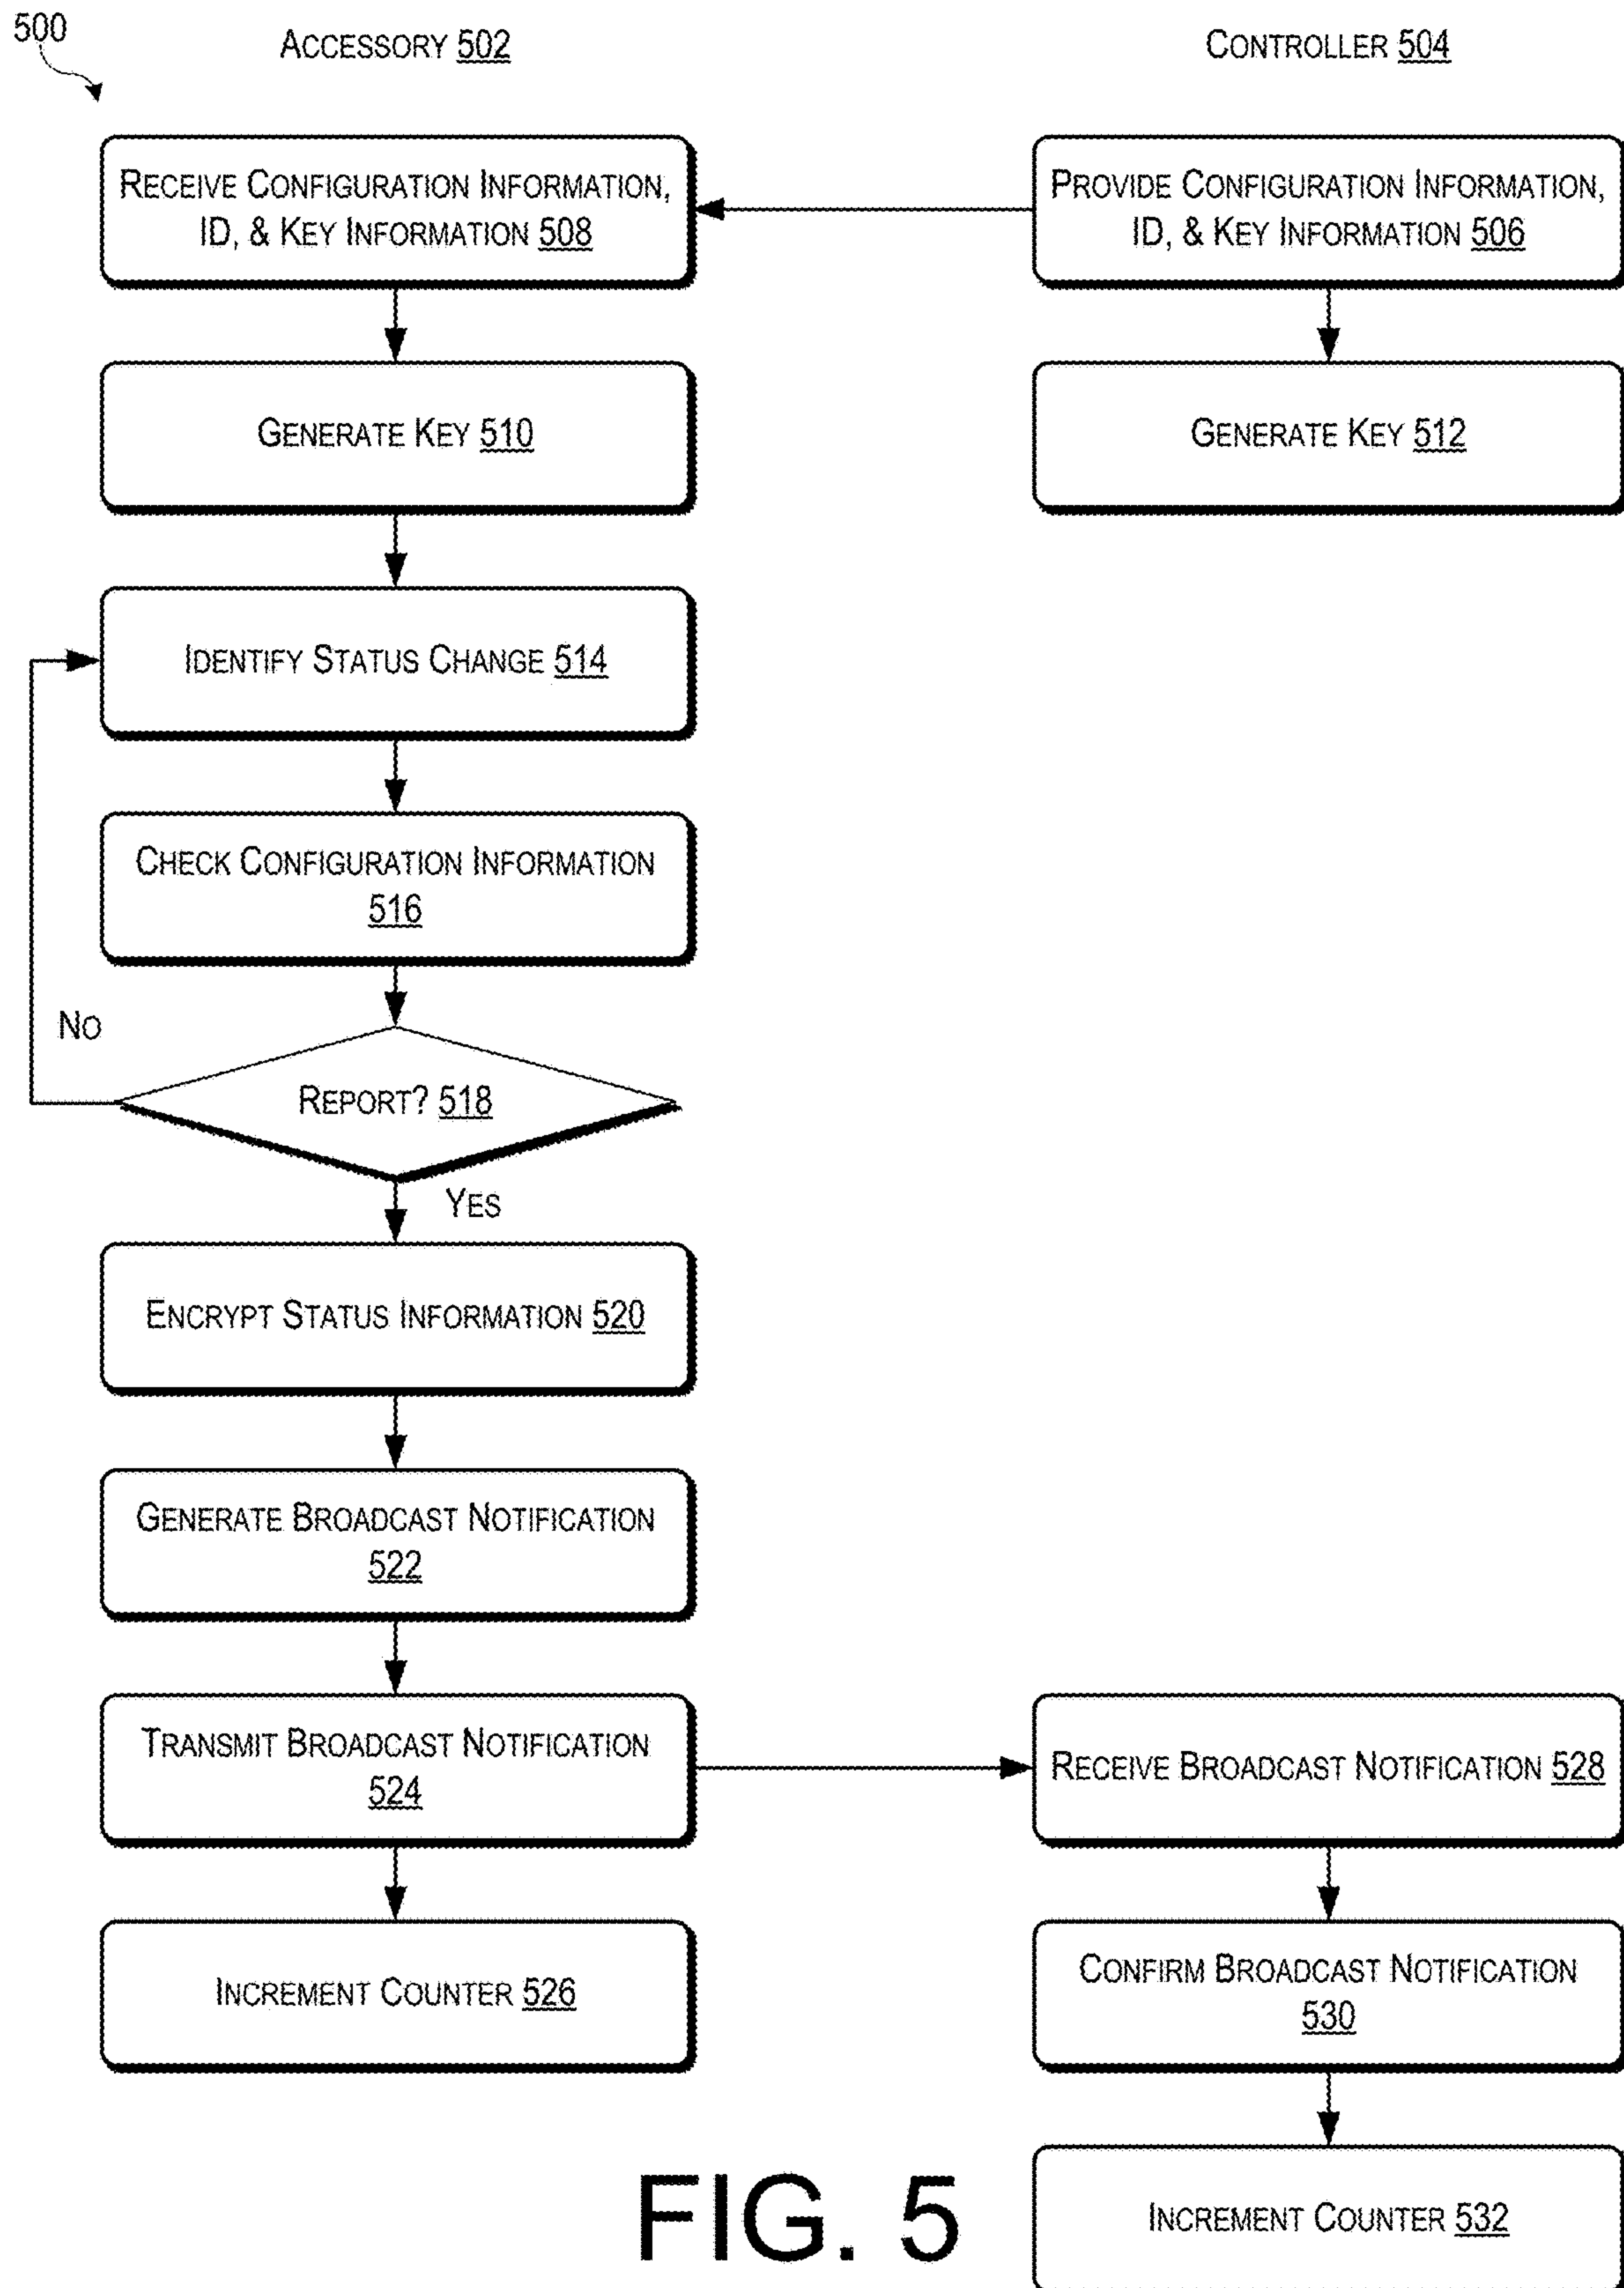 500
ACCESSORY 502
CONTROLLER 504
RECEIVE CONFIGURATION INFORMATION,
ID, & KEY INFORMATION 508
PROVIDE CONFIGURATION INFORMATION,
ID, & KEY INFORMATION 506
GENERATE KEY 510
GENERATE KEY 512
IDENTIFY STATUS CHANGE 514
CHECK CONFIGURATION INFORMATION
516
NO
REPORT? 518
YES
ENCRYPT STATUS INFORMATION 520
GENERATE BROADCAST NOTIFICATION
522
TRANSMIT BROADCAST NOTIFICATION
524
RECEIVE BROADCAST NOTIFICATION 528
INCREMENT COUNTER 526
CONFIRM BROADCAST NOTIFICATION
530
INCREMENT COUNTER 532
FIG. 5